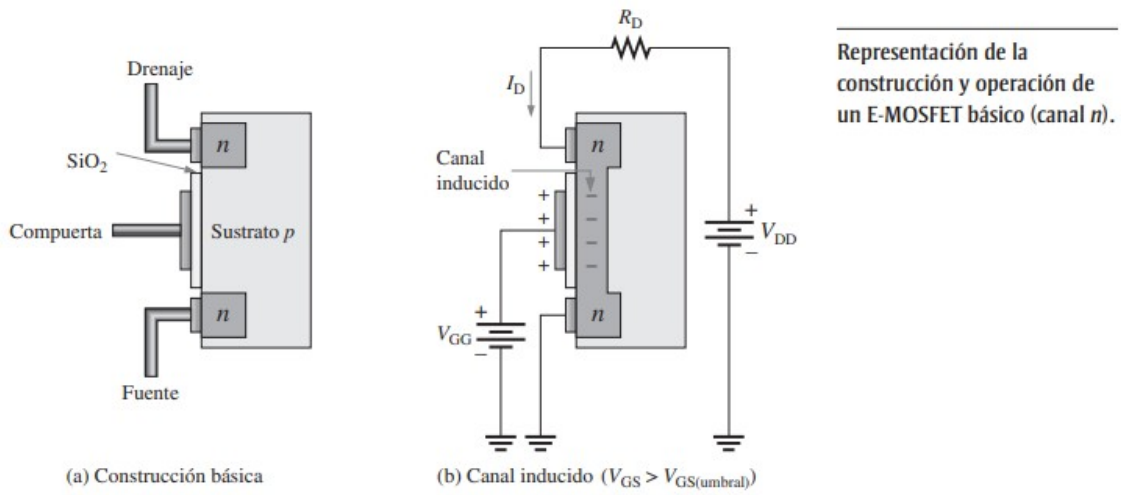 Drenaje
SiO2
n
Compuerta
Sustrato p
n
Fuente
(a) Construcción básica
RD
ID
n
Canal
inducido
+ −
+ −
+ −
+ −
+
VDD
−
n
+
VGG
−
(b) Canal inducido (VGS > VGS(umbral))
Representación de la
construcción y operación de
un E-MOSFET básico (canal n).